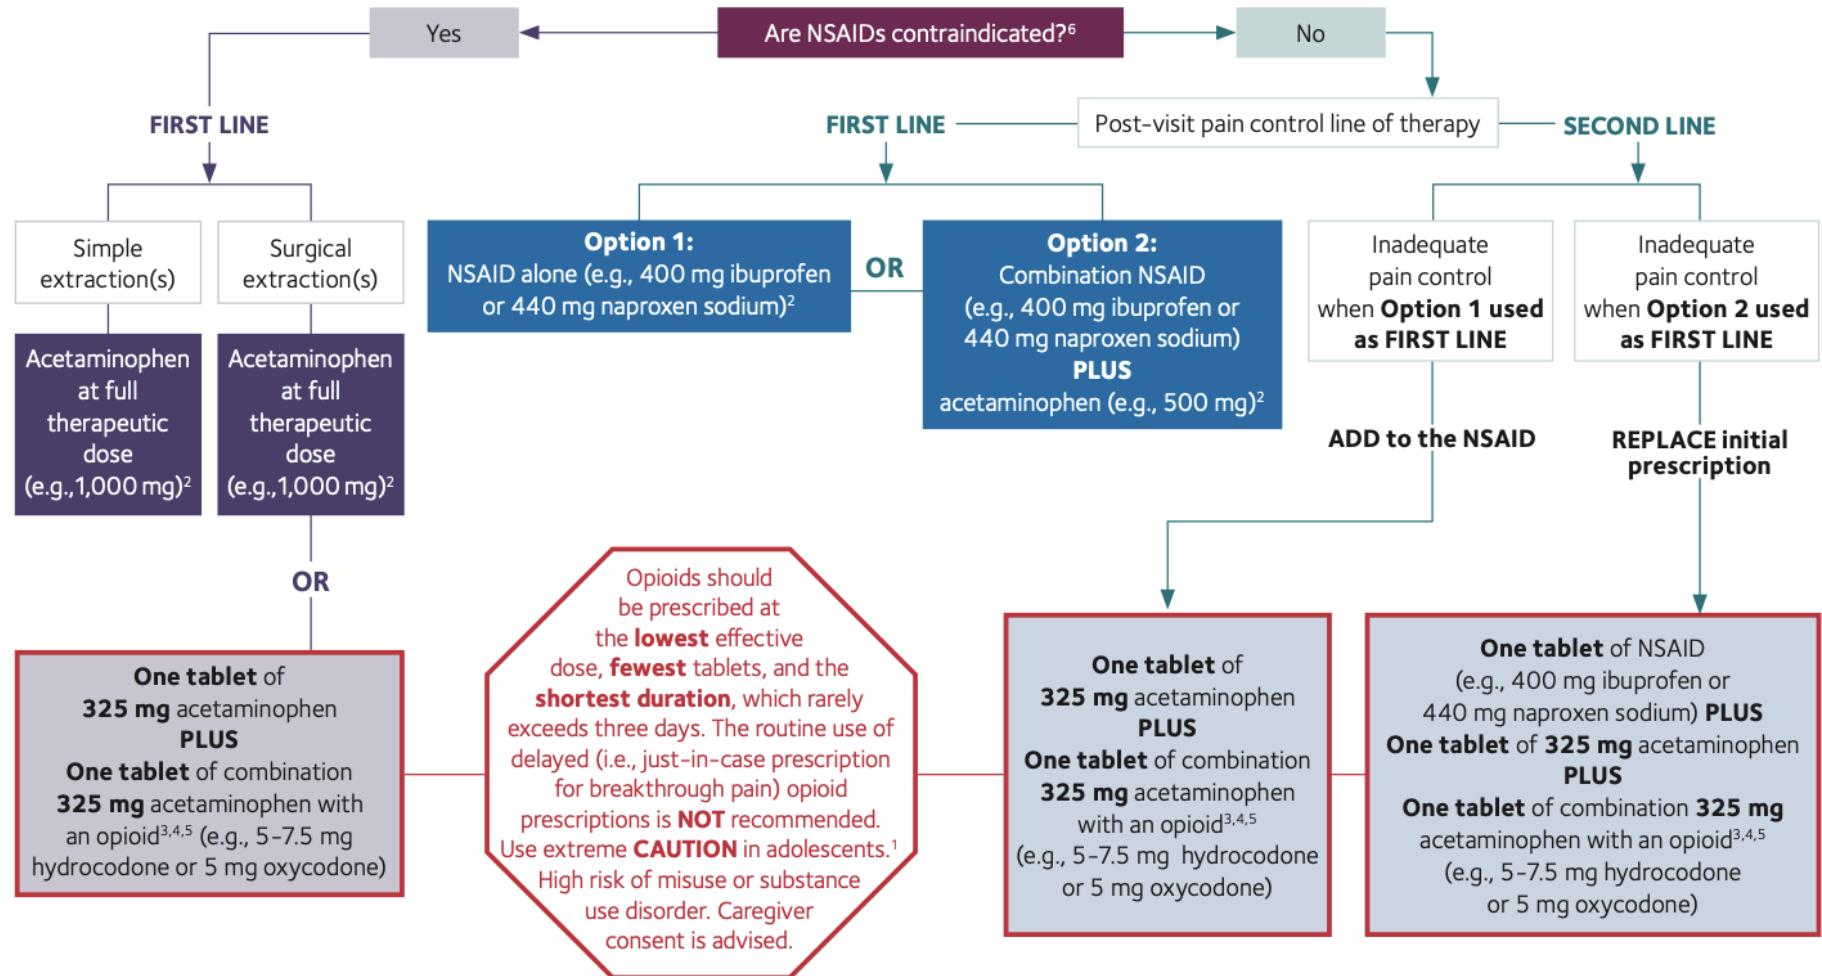 Are NSAIDs contraindicated?⁶
Yes
No
Post-visit pain control line of therapy
FIRST LINE
FIRST LINE
SECOND LINE
Simple
extraction(s)
Surgical
extraction(s)
Acetaminophen
at full
therapeutic
dose
(e.g.,1,000 mg)²
Acetaminophen
at full
therapeutic
dose
(e.g.,1,000 mg)²
OR
One tablet of
325 mg acetaminophen
PLUS
One tablet of combination
325 mg acetaminophen with
an opioid³,⁴,⁵ (e.g., 5-7.5 mg
hydrocodone or 5 mg oxycodone)
Option 1:
NSAID alone (e.g., 400 mg ibuprofen
or 440 mg naproxen sodium)²
OR
Option 2:
Combination NSAID
(e.g., 400 mg ibuprofen or
440 mg naproxen sodium)
PLUS
acetaminophen (e.g., 500 mg)²
Inadequate
pain control
when Option 1 used
as FIRST LINE
Inadequate
pain control
when Option 2 used
as FIRST LINE
ADD to the NSAID
REPLACE initial
prescription
Opioids should
be prescribed at
the lowest effective
dose, fewest tablets, and the
shortest duration, which rarely
exceeds three days. The routine use of
delayed (i.e., just-in-case prescription
for breakthrough pain) opioid
prescriptions is NOT recommended.
Use extreme CAUTION in adolescents.¹
High risk of misuse or substance
use disorder. Caregiver
consent is advised.
One tablet of
325 mg acetaminophen
PLUS
One tablet of combination
325 mg acetaminophen
with an opioid³,⁴,⁵
(e.g., 5-7.5 mg hydrocodone
or 5 mg oxycodone)
One tablet of NSAID
(e.g., 400 mg ibuprofen or
440 mg naproxen sodium) PLUS
One tablet of 325 mg acetaminophen
PLUS
One tablet of combination 325 mg
acetaminophen with an opioid³,⁴,⁵
(e.g., 5-7.5 mg hydrocodone
or 5 mg oxycodone)